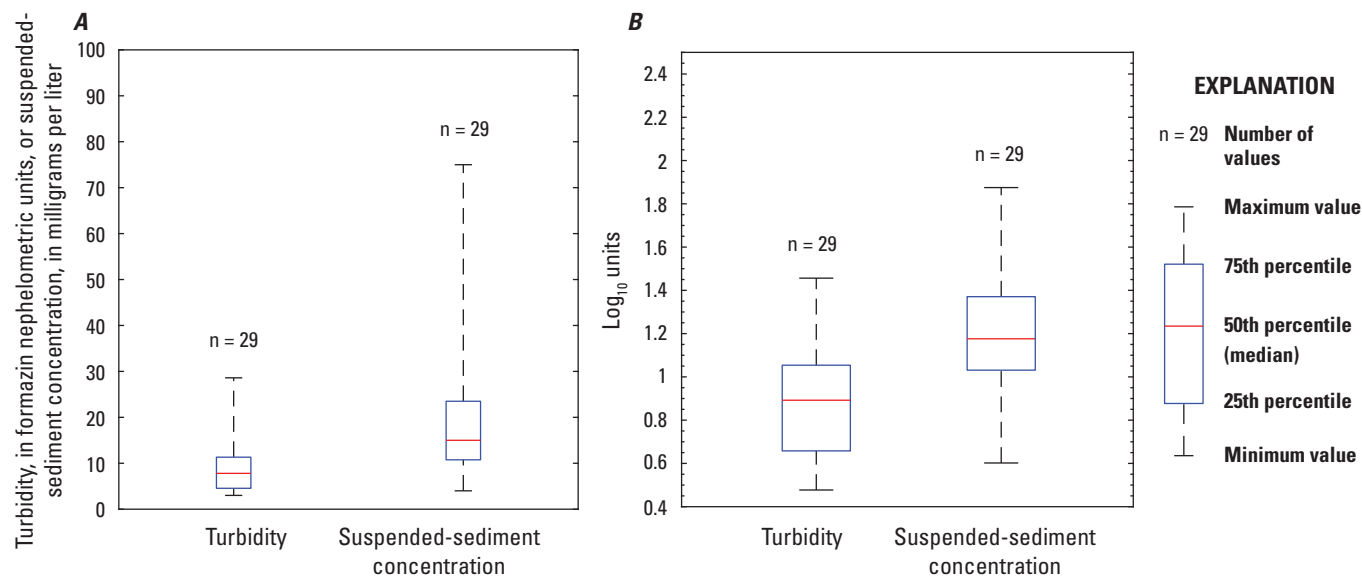 A
Turbidity, in formazin nephelometric units, or suspended-
sediment concentration, in milligrams per liter
100
90
80
70
60
50
40
30
20
10
0
n = 29
n = 29
Turbidity
Suspended-sediment
concentration
B
Log10 units
2.4
2.2
2
1.8
1.6
1.4
1.2
1
0.8
0.6
0.4
n = 29
n = 29
Turbidity
Suspended-sediment
concentration
EXPLANATION
n = 29 Number of
values
Maximum value
75th percentile
50th percentile
(median)
25th percentile
Minimum value